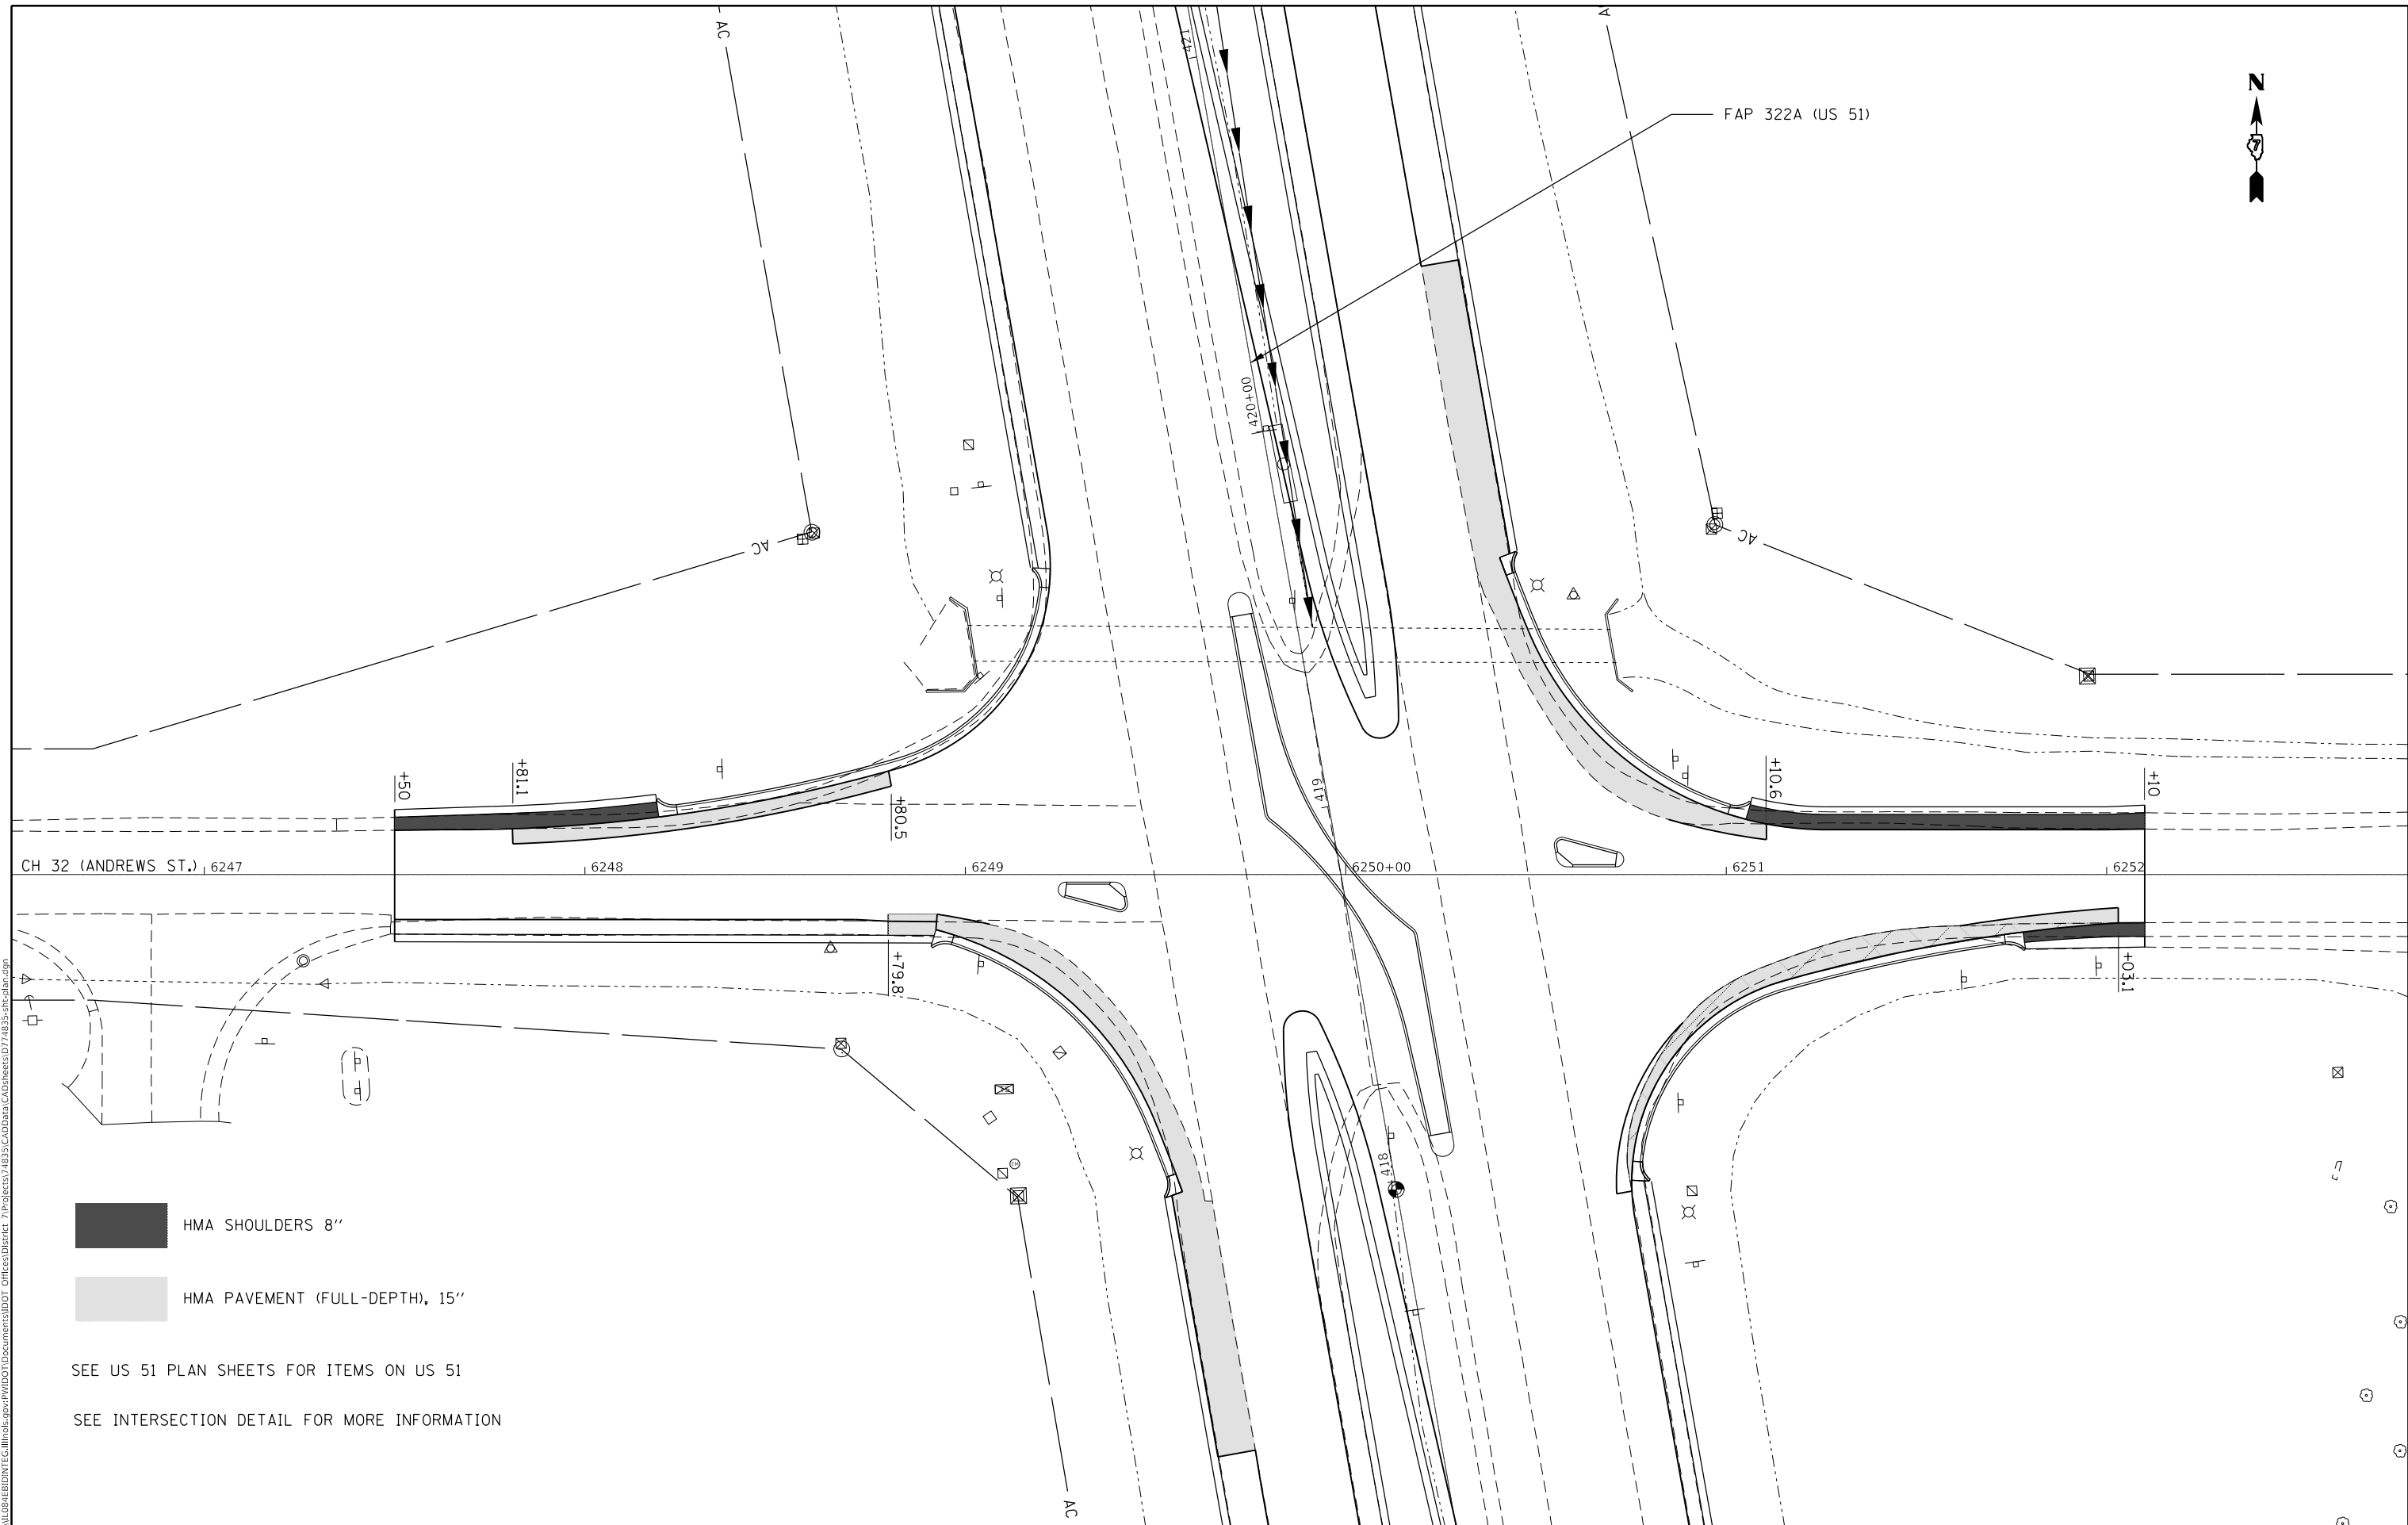 AC
421
A
FAP 322A (US 51)
N
7
420+00
AC
AC
+50
+81.1
+80.5
419
+10.6
+10
CH 32 (ANDREWS ST.)
6247
6248
6249
6250+00
6251
6252
+79.8
+03.1
418
HMA SHOULDERS 8''
HMA PAVEMENT (FULL-DEPTH), 15''
SEE US 51 PLAN SHEETS FOR ITEMS ON US 51
SEE INTERSECTION DETAIL FOR MORE INFORMATION
AC